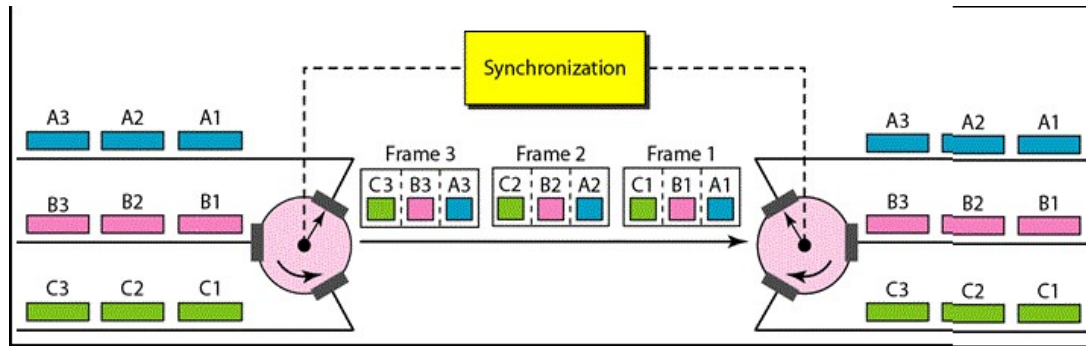 Synchronization
A3 A2 A1 A3 A2 A1
Frame 3 Frame 2 Frame 1
C3 B3 A3 C2 B2 A2 C1 B1 A1
B3 B2 B1 B3 B2 B1
C3 C2 C1 C3 C2 C1